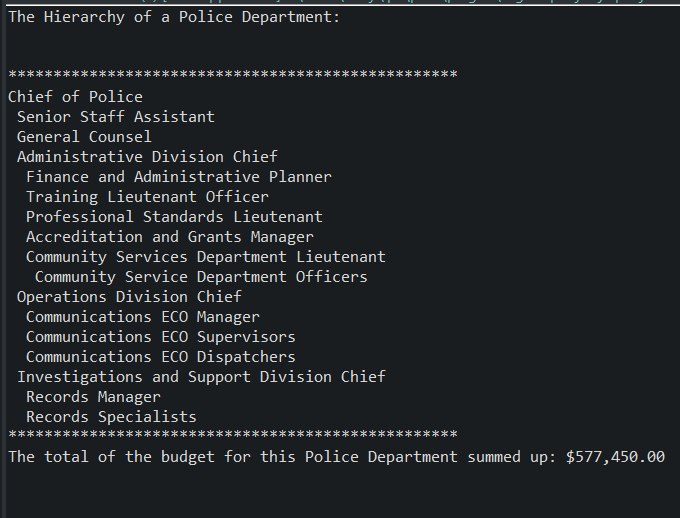 The Hierarchy of a Police Department:
**************************************************
Chief of Police
 Senior Staff Assistant
 General Counsel
 Administrative Division Chief
  Finance and Administrative Planner
  Training Lieutenant Officer
  Professional Standards Lieutenant
  Accreditation and Grants Manager
  Community Services Department Lieutenant
   Community Service Department Officers
 Operations Division Chief
  Communications ECO Manager
  Communications ECO Supervisors
  Communications ECO Dispatchers
 Investigations and Support Division Chief
  Records Manager
  Records Specialists
**************************************************
The total of the budget for this Police Department summed up: $577,450.00